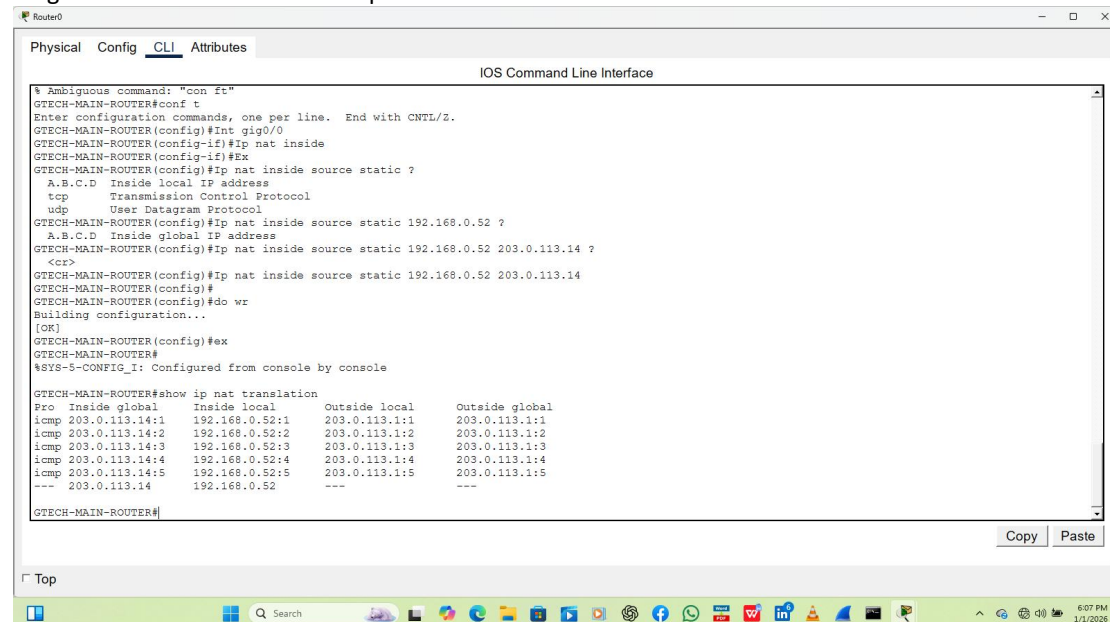 Router0
Physical Config CLI Attributes
IOS Command Line Interface
% Ambiguous command: "con ft"
GTECH-MAIN-ROUTER#conf t
Enter configuration commands, one per line. End with CNTL/Z.
GTECH-MAIN-ROUTER(config)#Int gig0/0
GTECH-MAIN-ROUTER(config-if)#Ip nat inside
GTECH-MAIN-ROUTER(config-if)#Ex
GTECH-MAIN-ROUTER(config)#Ip nat inside source static ?
A.B.C.D Inside local IP address
tcp Transmission Control Protocol
udp User Datagram Protocol
GTECH-MAIN-ROUTER(config)#Ip nat inside source static 192.168.0.52 ?
A.B.C.D Inside global IP address
GTECH-MAIN-ROUTER(config)#Ip nat inside source static 192.168.0.52 203.0.113.14 ?
<cr>
GTECH-MAIN-ROUTER(config)#Ip nat inside source static 192.168.0.52 203.0.113.14
GTECH-MAIN-ROUTER(config)#
GTECH-MAIN-ROUTER(config)#do wr
Building configuration...
[OK]
GTECH-MAIN-ROUTER(config)#ex
GTECH-MAIN-ROUTER#
%SYS-5-CONFIG_I: Configured from console by console
GTECH-MAIN-ROUTER#show ip nat translation
Pro Inside global Inside local Outside local Outside global
icmp 203.0.113.14:1 192.168.0.52:1 203.0.113.1:1 203.0.113.1:1
icmp 203.0.113.14:2 192.168.0.52:2 203.0.113.1:2 203.0.113.1:2
icmp 203.0.113.14:3 192.168.0.52:3 203.0.113.1:3 203.0.113.1:3
icmp 203.0.113.14:4 192.168.0.52:4 203.0.113.1:4 203.0.113.1:4
icmp 203.0.113.14:5 192.168.0.52:5 203.0.113.1:5 203.0.113.1:5
--- 203.0.113.14 192.168.0.52 --- ---
GTECH-MAIN-ROUTER#
Copy Paste
Top
Search
6:07 PM
1/1/2026